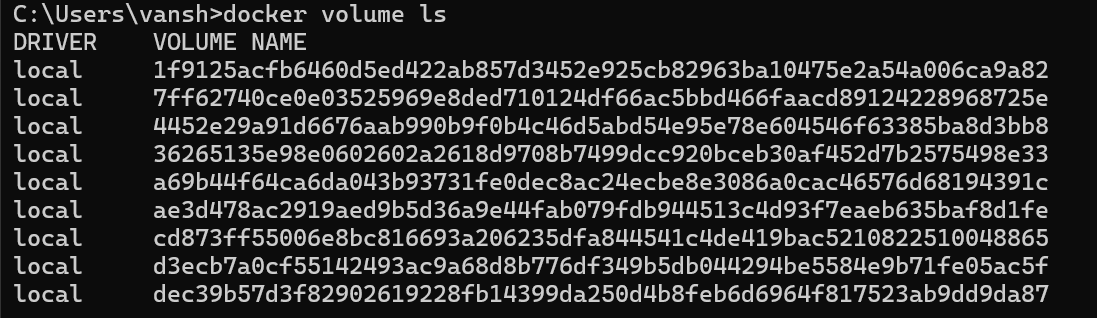 C:\Users\vansh>docker volume ls
DRIVER    VOLUME NAME
local     1f9125acfb6460d5ed422ab857d3452e925cb82963ba10475e2a54a006ca9a82
local     7ff62740ce0e03525969e8ded710124df66ac5bbd466faacd89124228968725e
local     4452e29a91d6676aab990b9f0b4c46d5abd54e95e78e604546f63385ba8d3bb8
local     36265135e98e0602602a2618d9708b7499dcc920bceb30af452d7b2575498e33
local     a69b44f64ca6da043b93731fe0dec8ac24ecbe8e3086a0cac46576d68194391c
local     ae3d478ac2919aed9b5d36a9e44fab079fdb944513c4d93f7eaeb635baf8d1fe
local     cd873ff55006e8bc816693a206235dfa844541c4de419bac5210822510048865
local     d3ecb7a0cf55142493ac9a68d8b776df349b5db044294be5584e9b71fe05ac5f
local     dec39b57d3f82902619228fb14399da250d4b8feb6d6964f817523ab9dd9da87